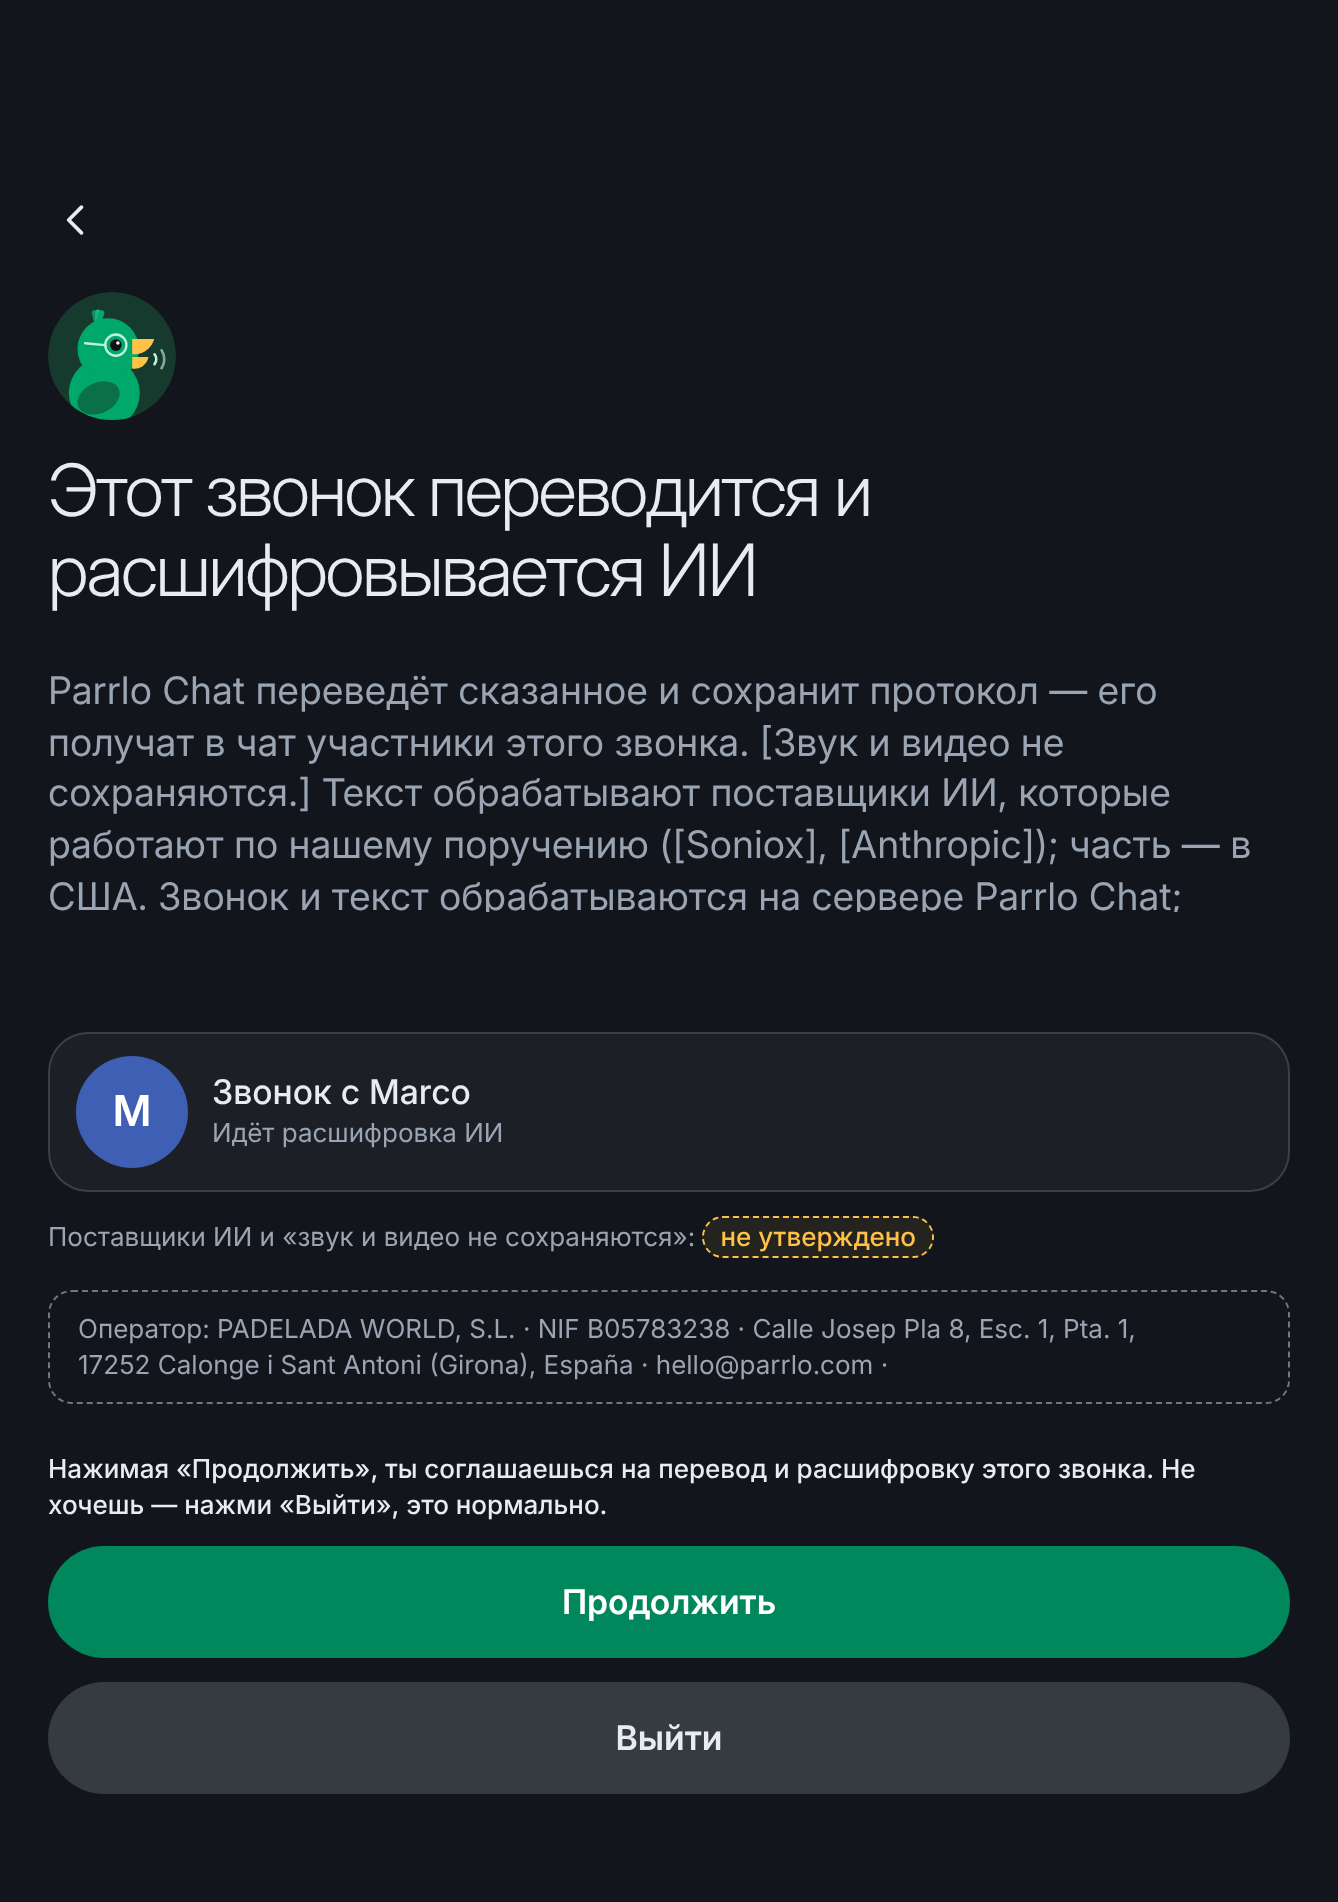 Этот звонок переводится и
расшифровывается ИИ
Parrlo Chat переведёт сказанное и сохранит протокол — его
получат в чат участники этого звонка. [Звук и видео не
сохраняются.] Текст обрабатывают поставщики ИИ, которые
работают по нашему поручению ([Soniox], [Anthropic]); часть — в
США. Звонок и текст обрабатываются на сервере Parrlo Chat;
M
Звонок с Marco
Идёт расшифровка ИИ
Поставщики ИИ и «звук и видео не сохраняются»: не утверждено
Оператор: PADELADA WORLD, S.L. · NIF B05783238 · Calle Josep Pla 8, Esc. 1, Pta. 1,
17252 Calonge i Sant Antoni (Girona), España · hello@parrlo.com ·
Нажимая «Продолжить», ты соглашаешься на перевод и расшифровку этого звонка. Не
хочешь — нажми «Выйти», это нормально.
Продолжить
Выйти